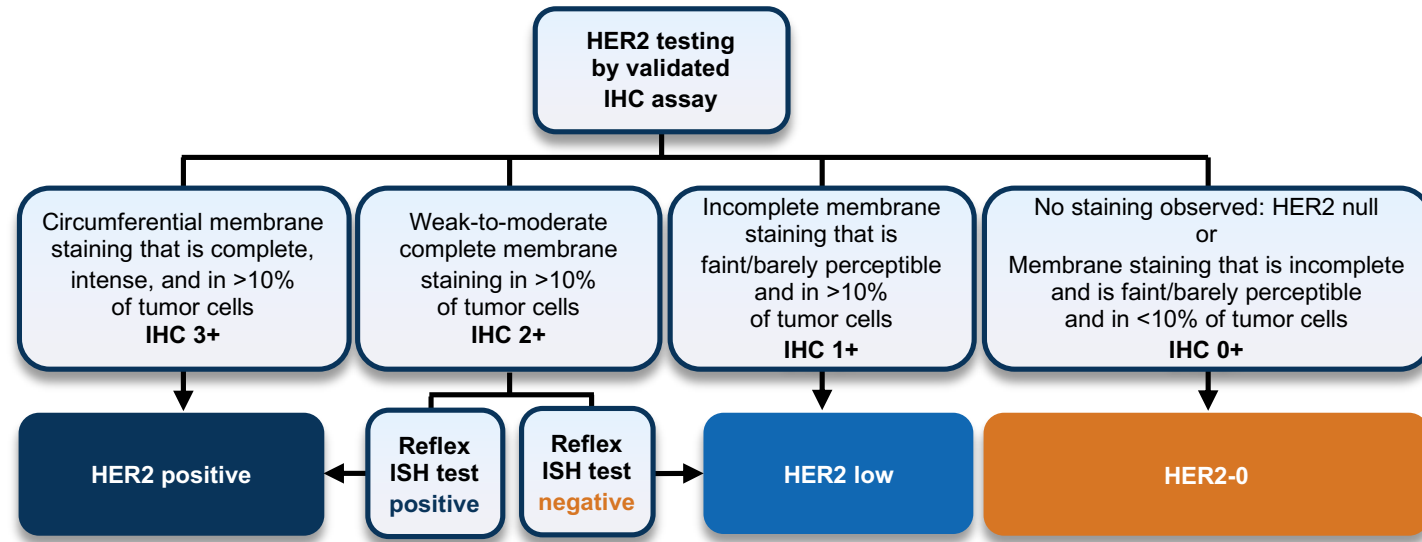 HER2 testing
by validated
IHC assay
Circumferential membrane
staining that is complete,
intense, and in >10%
of tumor cells
IHC 3+
Weak-to-moderate
complete membrane
staining in >10%
of tumor cells
IHC 2+
Incomplete membrane
staining that is
faint/barely perceptible
and in >10%
of tumor cells
IHC 1+
No staining observed: HER2 null
or
Membrane staining that is incomplete
and is faint/barely perceptible
and in <10% of tumor cells
IHC 0+
HER2 positive
Reflex
ISH test
positive
Reflex
ISH test
negative
HER2 low
HER2-0